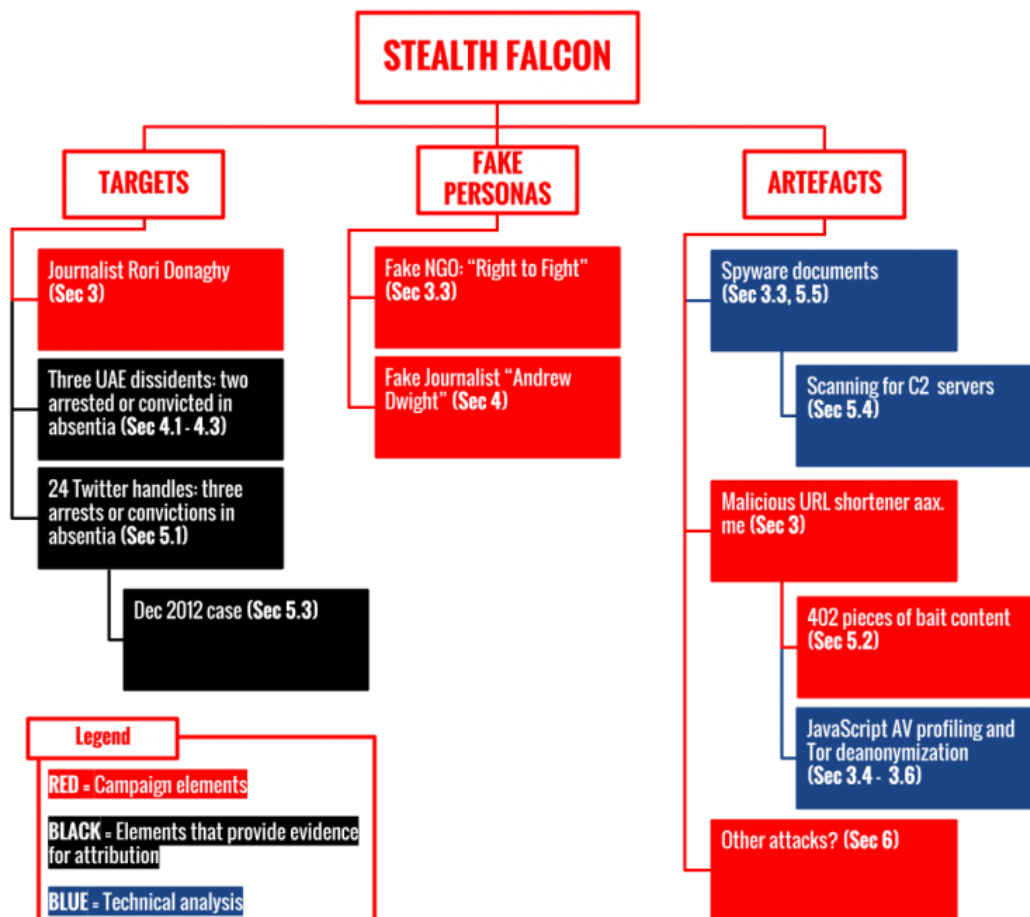 STEALTH FALCON
TARGETS
FAKE
PERSONAS
ARTEFACTS
Journalist Rori Donaghy
(Sec 3)
Three UAE dissidents: two
arrested or convicted in
absentia (Sec 4.1 - 4.3)
24 Twitter handles: three
arrests or convictions in
absentia (Sec 5.1)
Dec 2012 case (Sec 5.3)
Fake NGO: “Right to Fight”
(Sec 3.3)
Fake Journalist “Andrew
Dwight” (Sec 4)
Spyware documents
(Sec 3.3, 5.5)
Scanning for C2 servers
(Sec 5.4)
Malicious URL shortener aax.
me (Sec 3)
402 pieces of bait content
(Sec 5.2)
JavaScript AV profiling and
Tor deanonymization
(Sec 3.4 - 3.6)
Other attacks? (Sec 6)
Legend
RED = Campaign elements
BLACK = Elements that provide evidence
for attribution
BLUE = Technical analysis